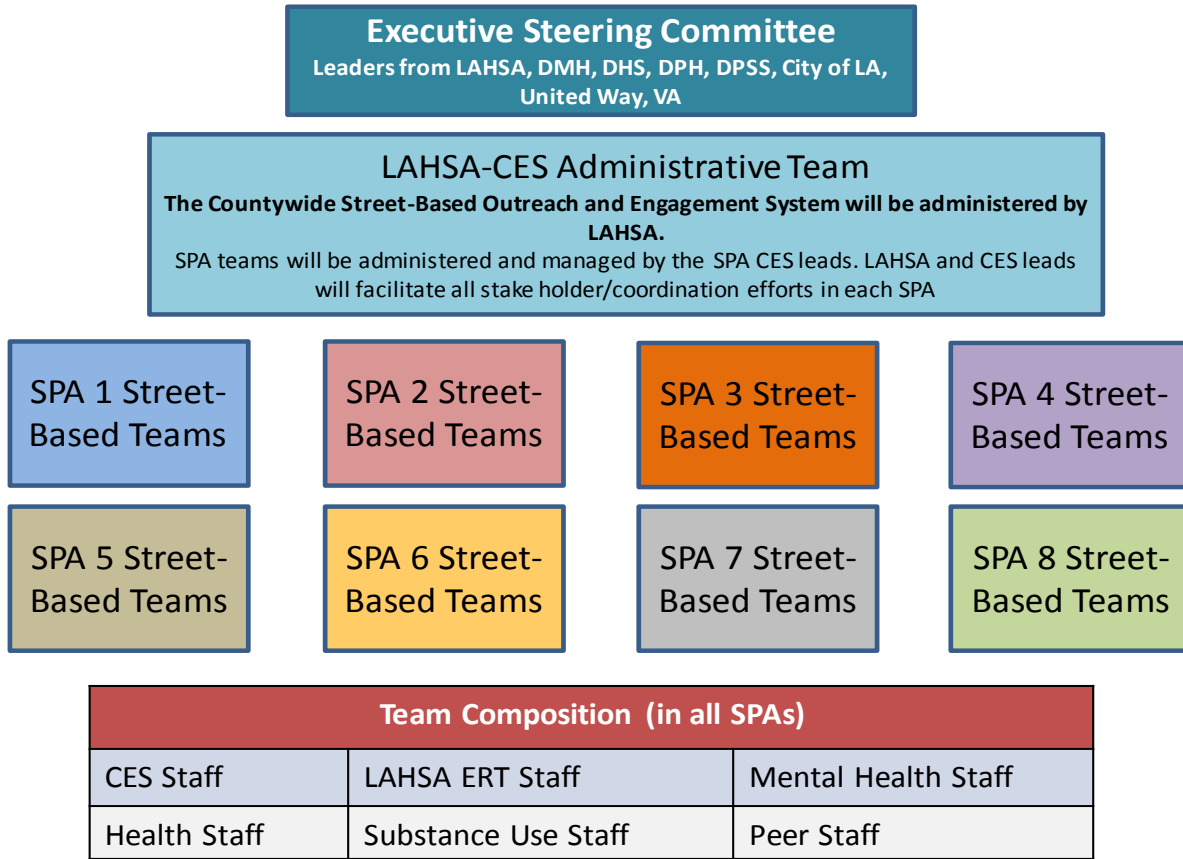 Executive Steering Committee
Leaders from LAHSA, DMH, DHS, DPH, DPSS, City of LA,
United Way, VA
LAHSA-CES Administrative Team
The Countywide Street-Based Outreach and Engagement System will be administered by
LAHSA.
SPA teams will be administered and managed by the SPA CES leads. LAHSA and CES leads
will facilitate all stake holder/coordination efforts in each SPA
SPA 1 Street-
Based Teams
SPA 2 Street-
Based Teams
SPA 3 Street-
Based Teams
SPA 4 Street-
Based Teams
SPA 5 Street-
Based Teams
SPA 6 Street-
Based Teams
SPA 7 Street-
Based Teams
SPA 8 Street-
Based Teams
Team Composition (in all SPAs)
CES Staff
LAHSA ERT Staff
Mental Health Staff
Health Staff
Substance Use Staff
Peer Staff